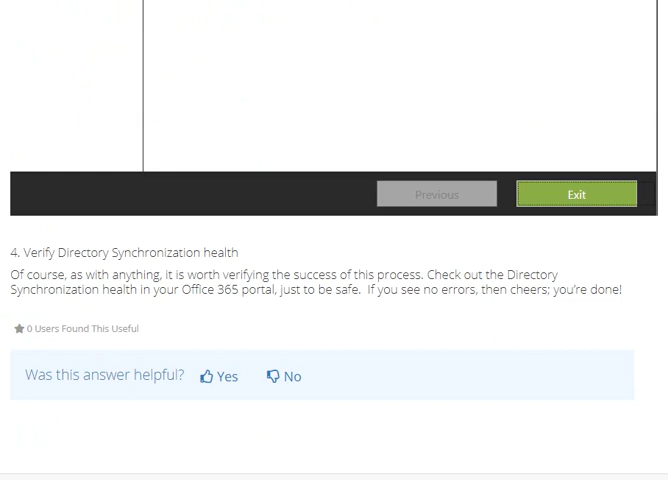 Previous
Exit
4. Verify Directory Synchronization health
Of course, as with anything, it is worth verifying the success of this process. Check out the Directory
Synchronization health in your Office 365 portal, just to be safe.  If you see no errors, then cheers; you're done!
0 Users Found This Useful
Was this answer helpful?
Yes
No